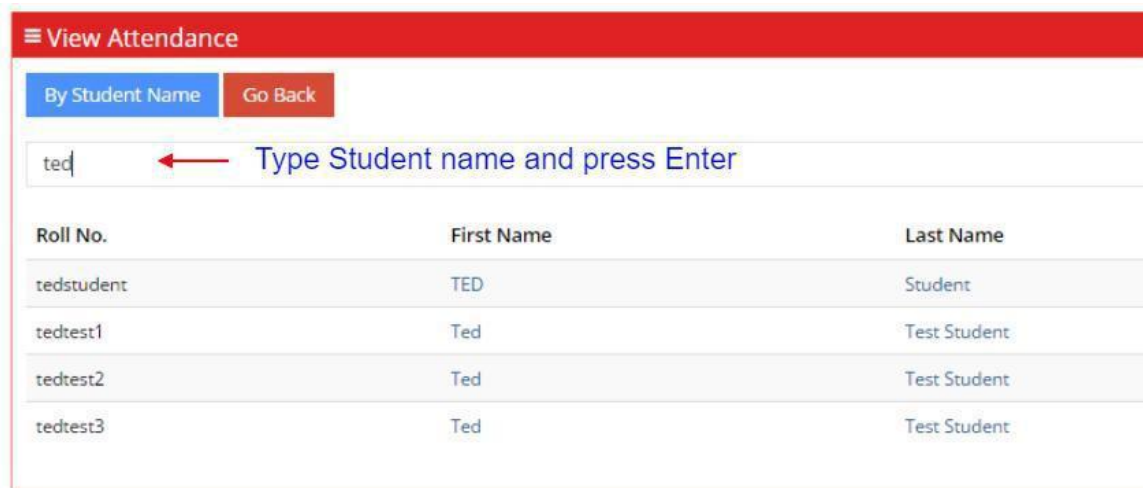 View Attendance
By Student Name Go Back
ted Type Student name and press Enter
Roll No. First Name Last Name
tedstudent TED Student
tedtest1 Ted Test Student
tedtest2 Ted Test Student
tedtest3 Ted Test Student